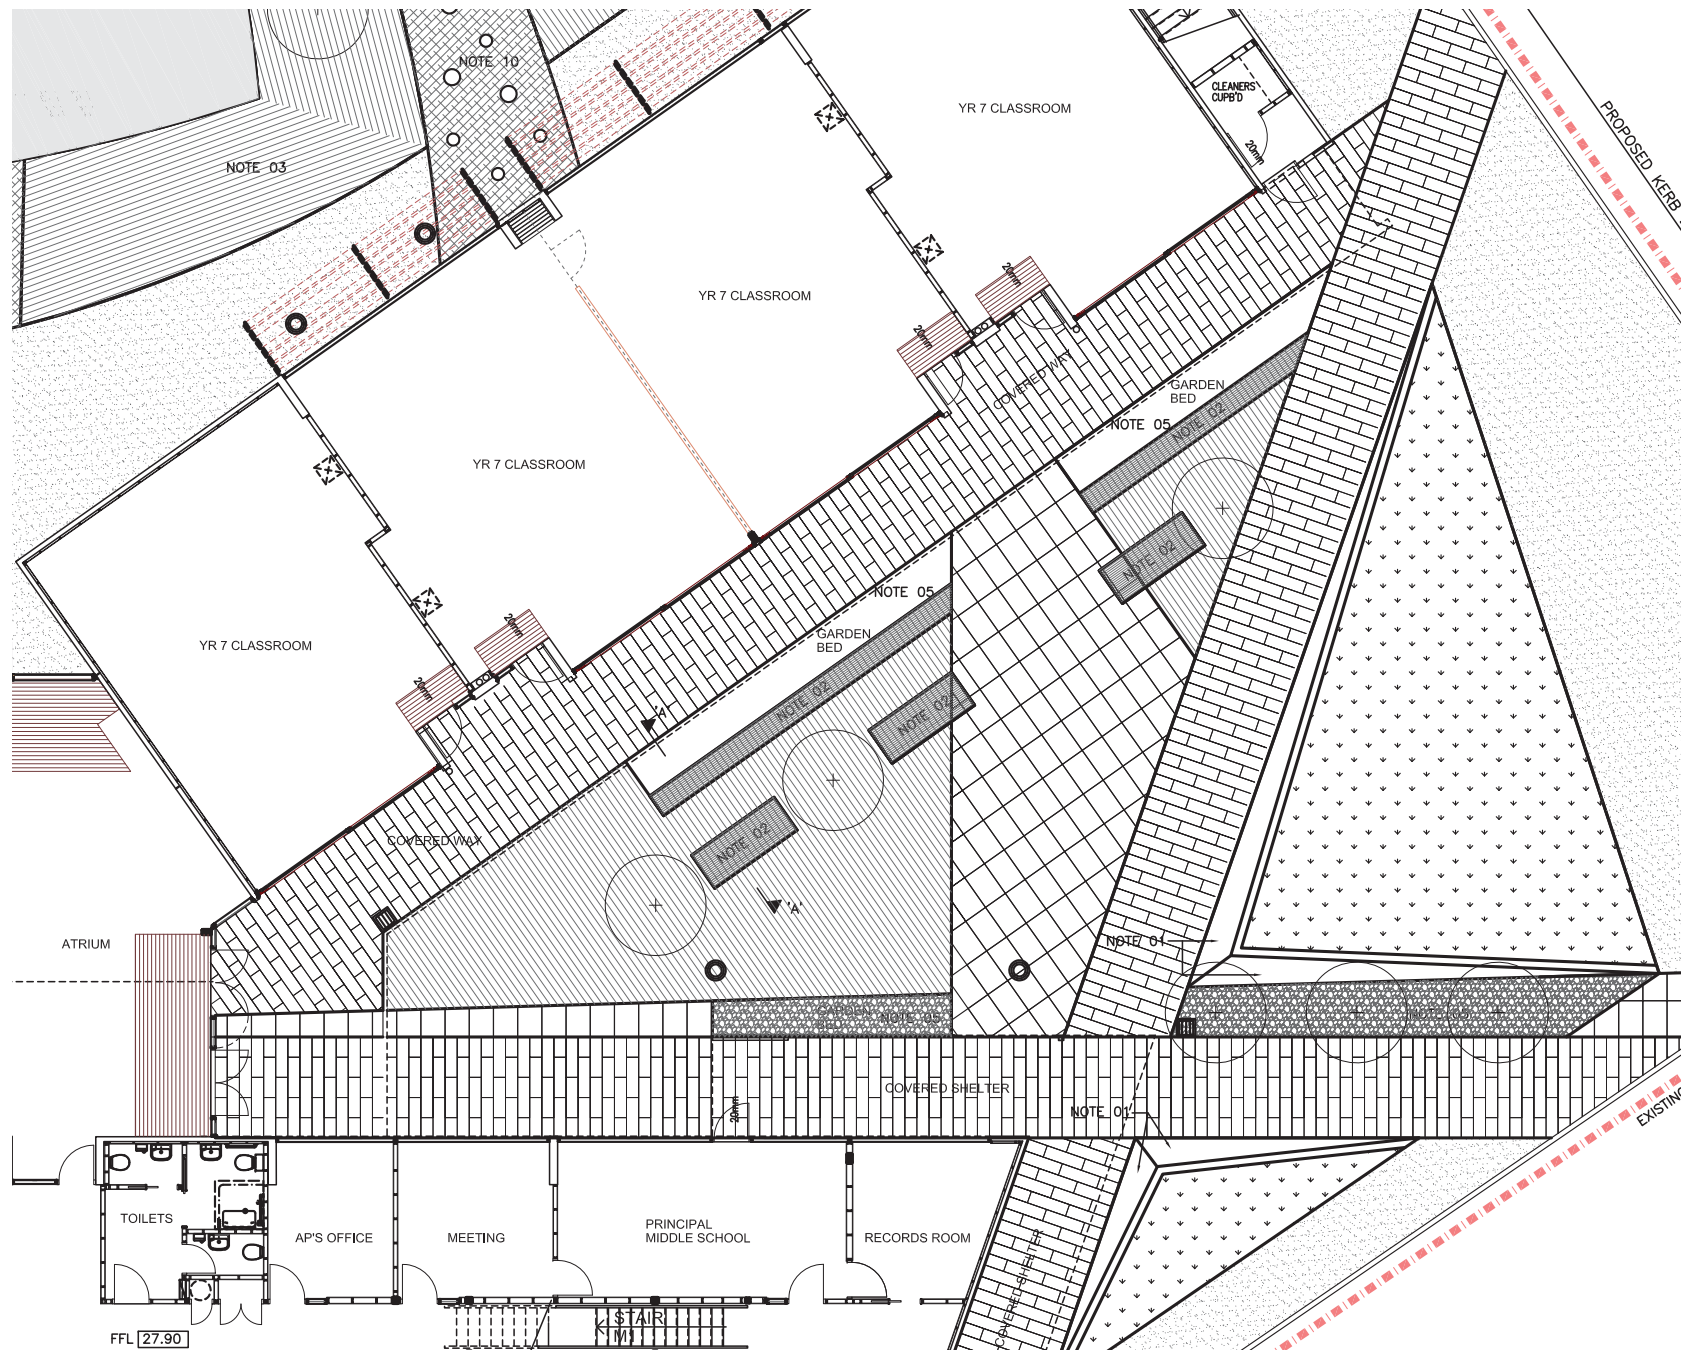 NOTE 10
CLEANERS
CUPB'D
YR 7 CLASSROOM
PROPOSED KERB
20mm
NOTE 03
20mm
YR 7 CLASSROOM
20mm
COVERED WAY
GARDEN
BED
NOTE 02
NOTE 05
YR 7 CLASSROOM
NOTE 02
NOTE 05
20mm
GARDEN
BED
YR 7 CLASSROOM
20mm
NOTE 02
NOTE 02
'A'
COVERED WAY
NOTE 02
'A'
ATRIUM
NOTE 01
GARDEN
BED
NOTE 05
NOTE 05
COVERED SHELTER
20mm
NOTE 01
EXISTING
TOILETS
AP'S OFFICE
MEETING
PRINCIPAL
MIDDLE SCHOOL
RECORDS ROOM
COVERED SHELTER
STAIR
M1
FFL 27.90